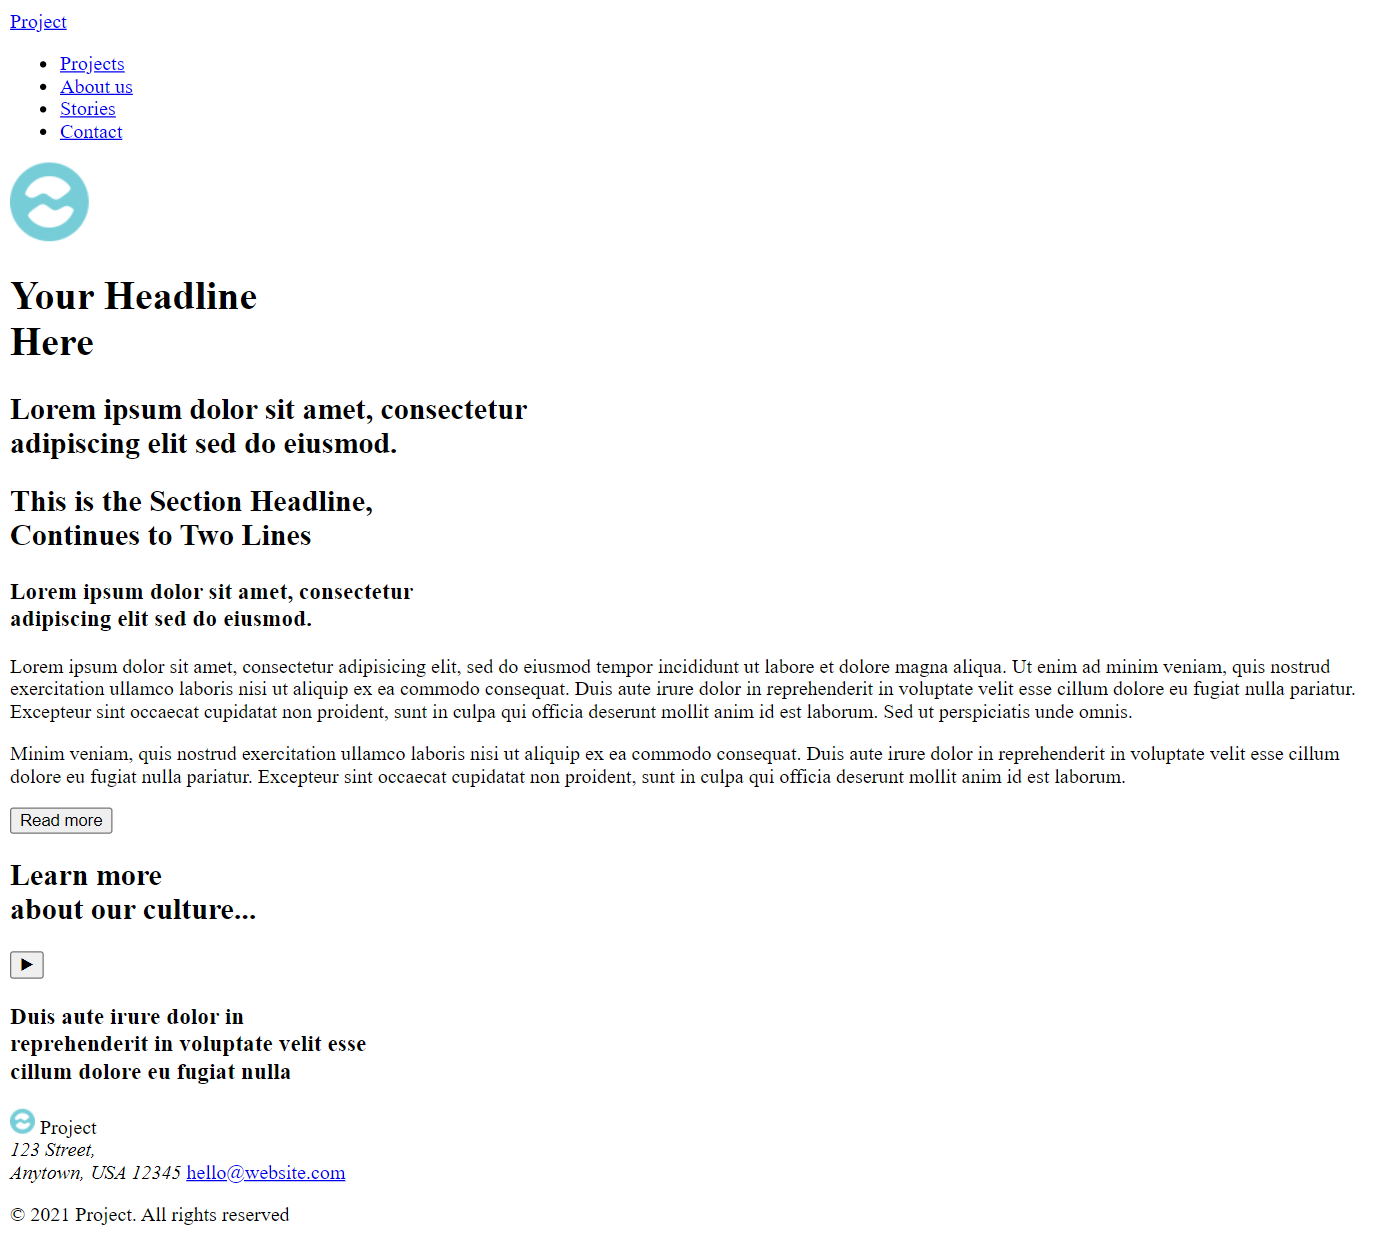 Project
Projects
About us
Stories
Contact
Your Headline
Here
Lorem ipsum dolor sit amet, consectetur
adipiscing elit sed do eiusmod.
This is the Section Headline,
Continues to Two Lines
Lorem ipsum dolor sit amet, consectetur
adipiscing elit sed do eiusmod.
Lorem ipsum dolor sit amet, consectetur adipisicing elit, sed do eiusmod tempor incididunt ut labore et dolore magna aliqua. Ut enim ad minim veniam, quis nostrud
exercitation ullamco laboris nisi ut aliquip ex ea commodo consequat. Duis aute irure dolor in reprehenderit in voluptate velit esse cillum dolore eu fugiat nulla pariatur.
Excepteur sint occaecat cupidatat non proident, sunt in culpa qui officia deserunt mollit anim id est laborum. Sed ut perspiciatis unde omnis.
Minim veniam, quis nostrud exercitation ullamco laboris nisi ut aliquip ex ea commodo consequat. Duis aute irure dolor in reprehenderit in voluptate velit esse cillum
dolore eu fugiat nulla pariatur. Excepteur sint occaecat cupidatat non proident, sunt in culpa qui officia deserunt mollit anim id est laborum.
Read more
Learn more
about our culture...
Duis aute irure dolor in
reprehenderit in voluptate velit esse
cillum dolore eu fugiat nulla
Project
123 Street,
Anytown, USA 12345 hello@website.com
© 2021 Project. All rights reserved